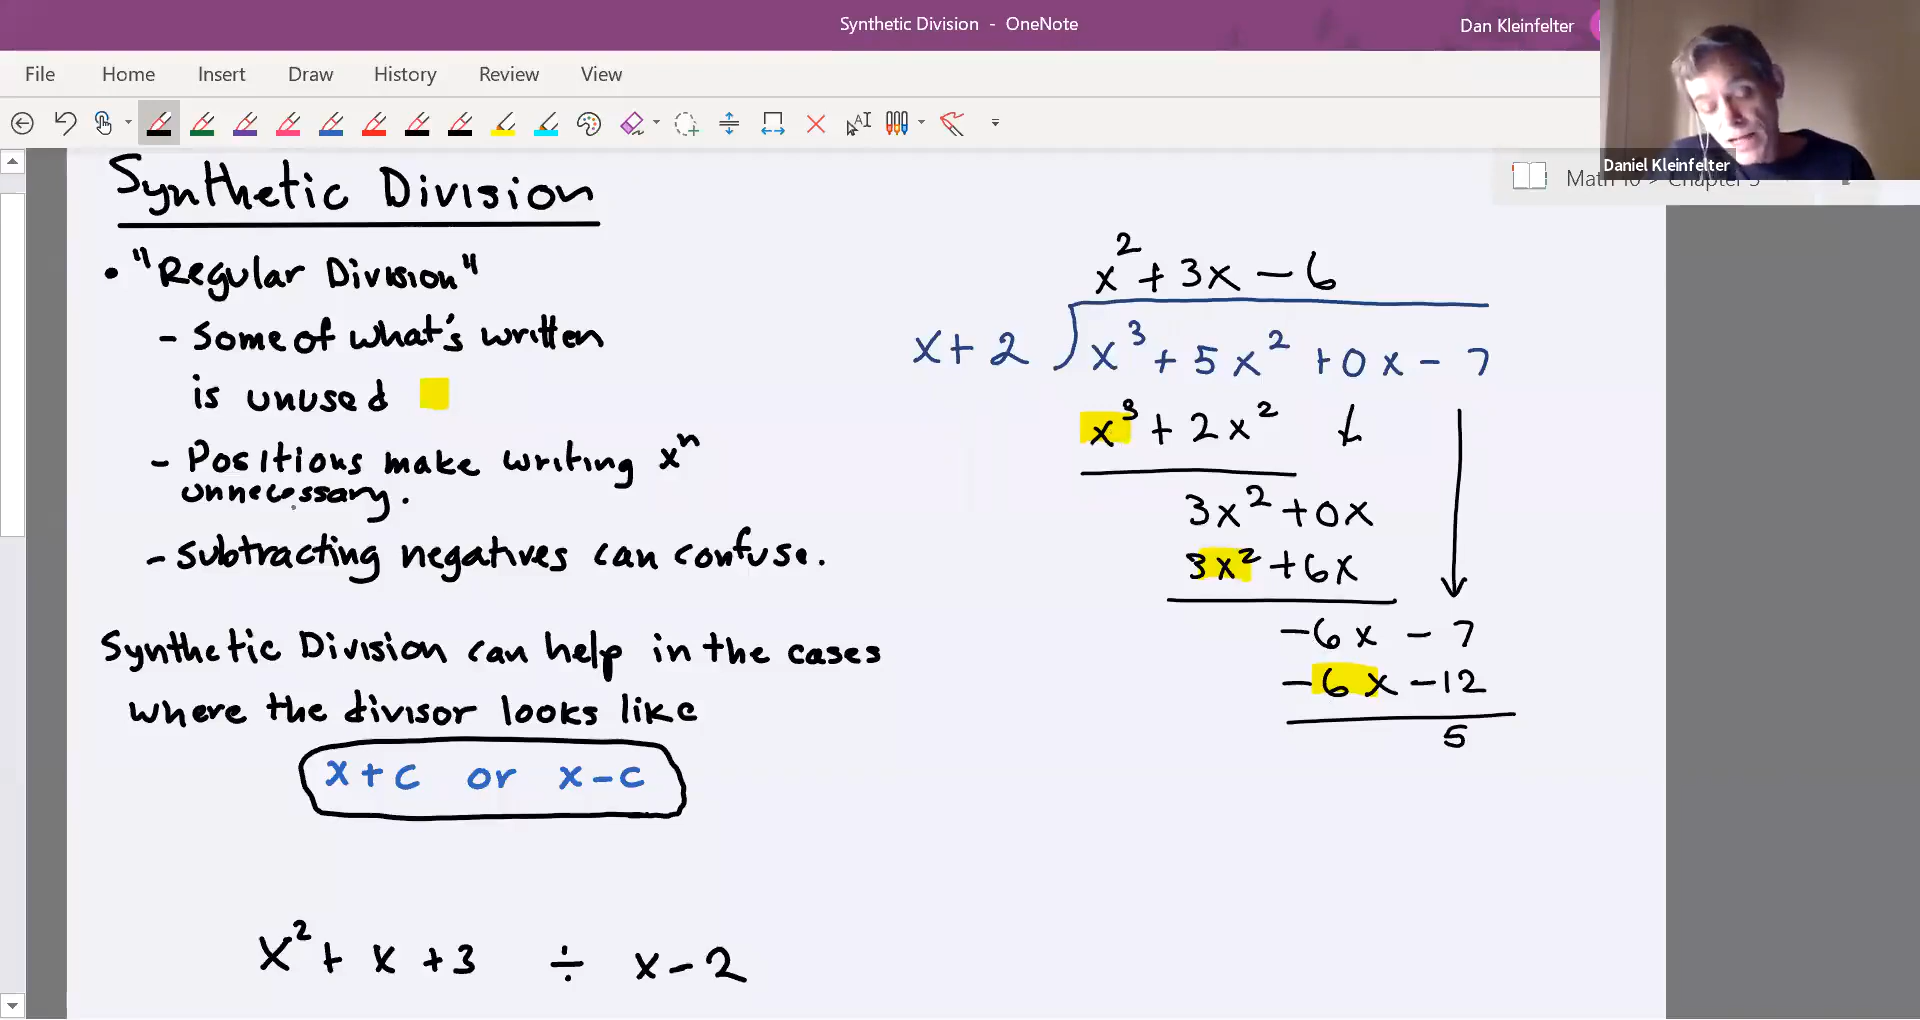 Synthetic Division - OneNote
Dan Kleinfelter
File Home Insert Draw History Review View
Daniel Kleinfelter
Math 10 > Chapter
Synthetic Division
• "Regular Division"
- Some of what's written
is unused
- Positions make writing xⁿ
unnecessary.
- Subtracting negatives can confuse.
Synthetic Division can help in the cases
where the divisor looks like
x + c or x - c
x² + x + 3 ÷ x - 2
x² + 3x - 6
x + 2 x³ + 5x² + 0x - 7
x³ + 2x² ↓
3x² + 0x
3x² + 6x
-6x - 7
-6x - 12
5